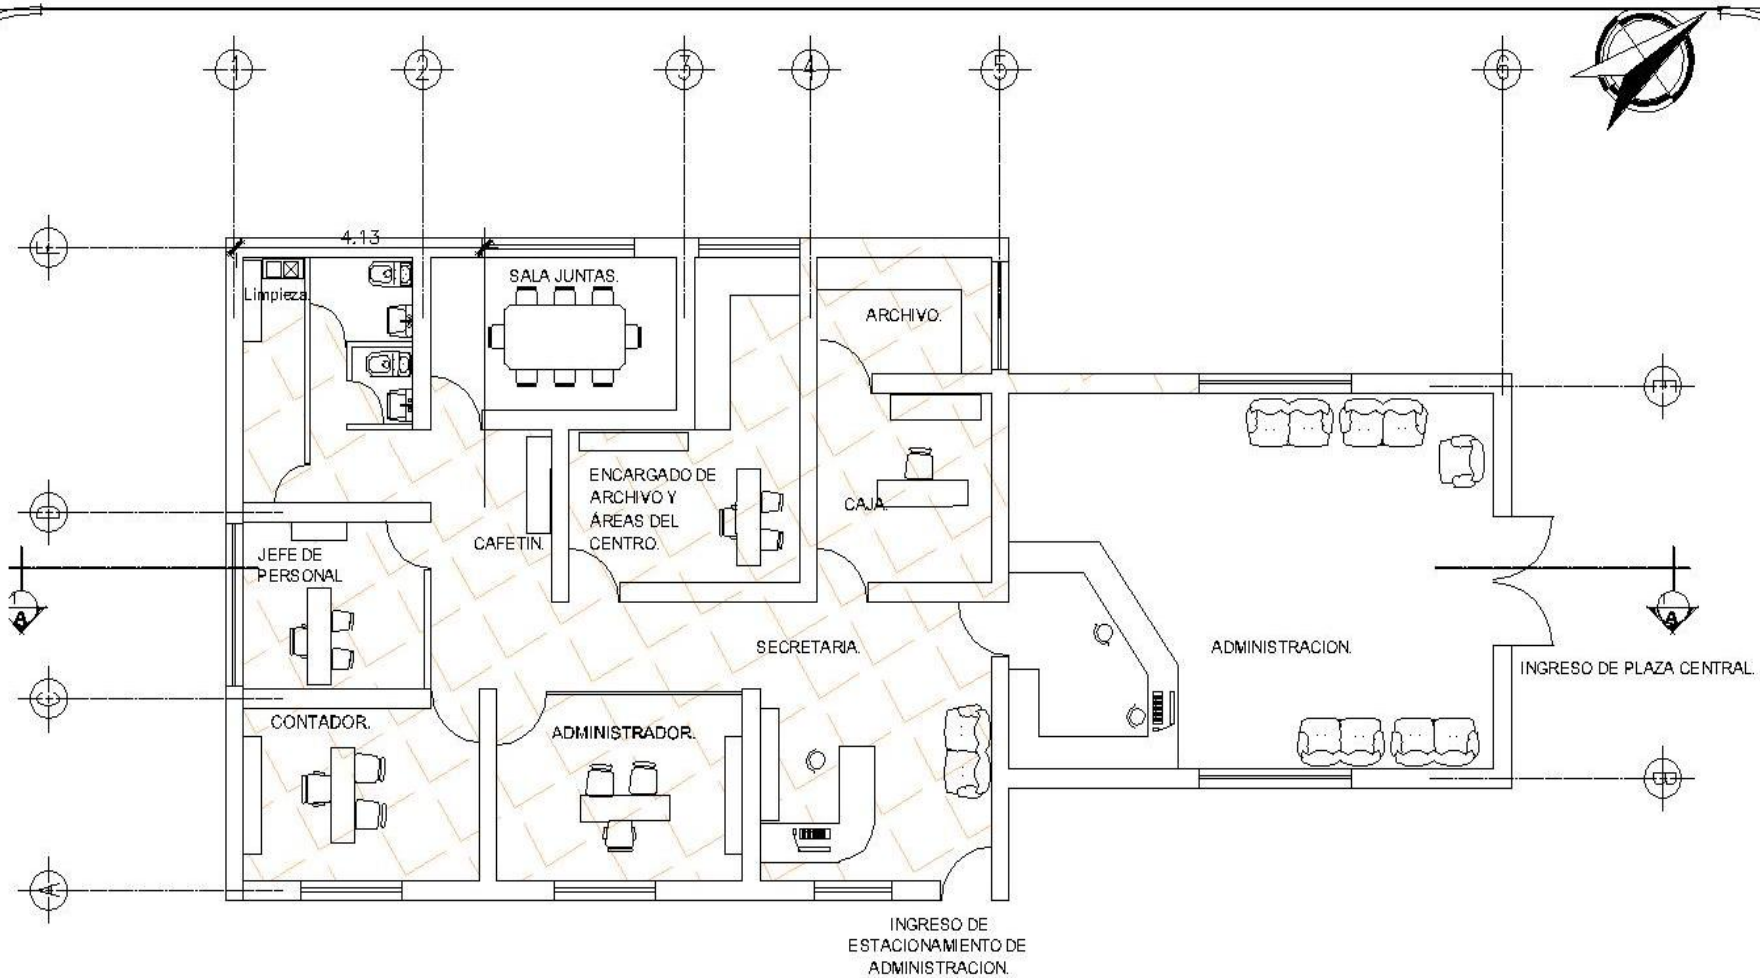 1
2
3
4
5
6
4.13
F
SALA JUNTAS.
Limpieza.
ARCHIVO.
E
ENCARGADO DE
ARCHIVO Y
ÁREAS DEL
CENTRO.
CAJA.
D
CAFETIN.
JEFE DE
PERSONAL
1
A
A
SECRETARIA.
ADMINISTRACION.
INGRESO DE PLAZA CENTRAL.
C
CONTADOR.
ADMINISTRADOR.
B
A
INGRESO DE
ESTACIONAMIENTO DE
ADMINISTRACION.